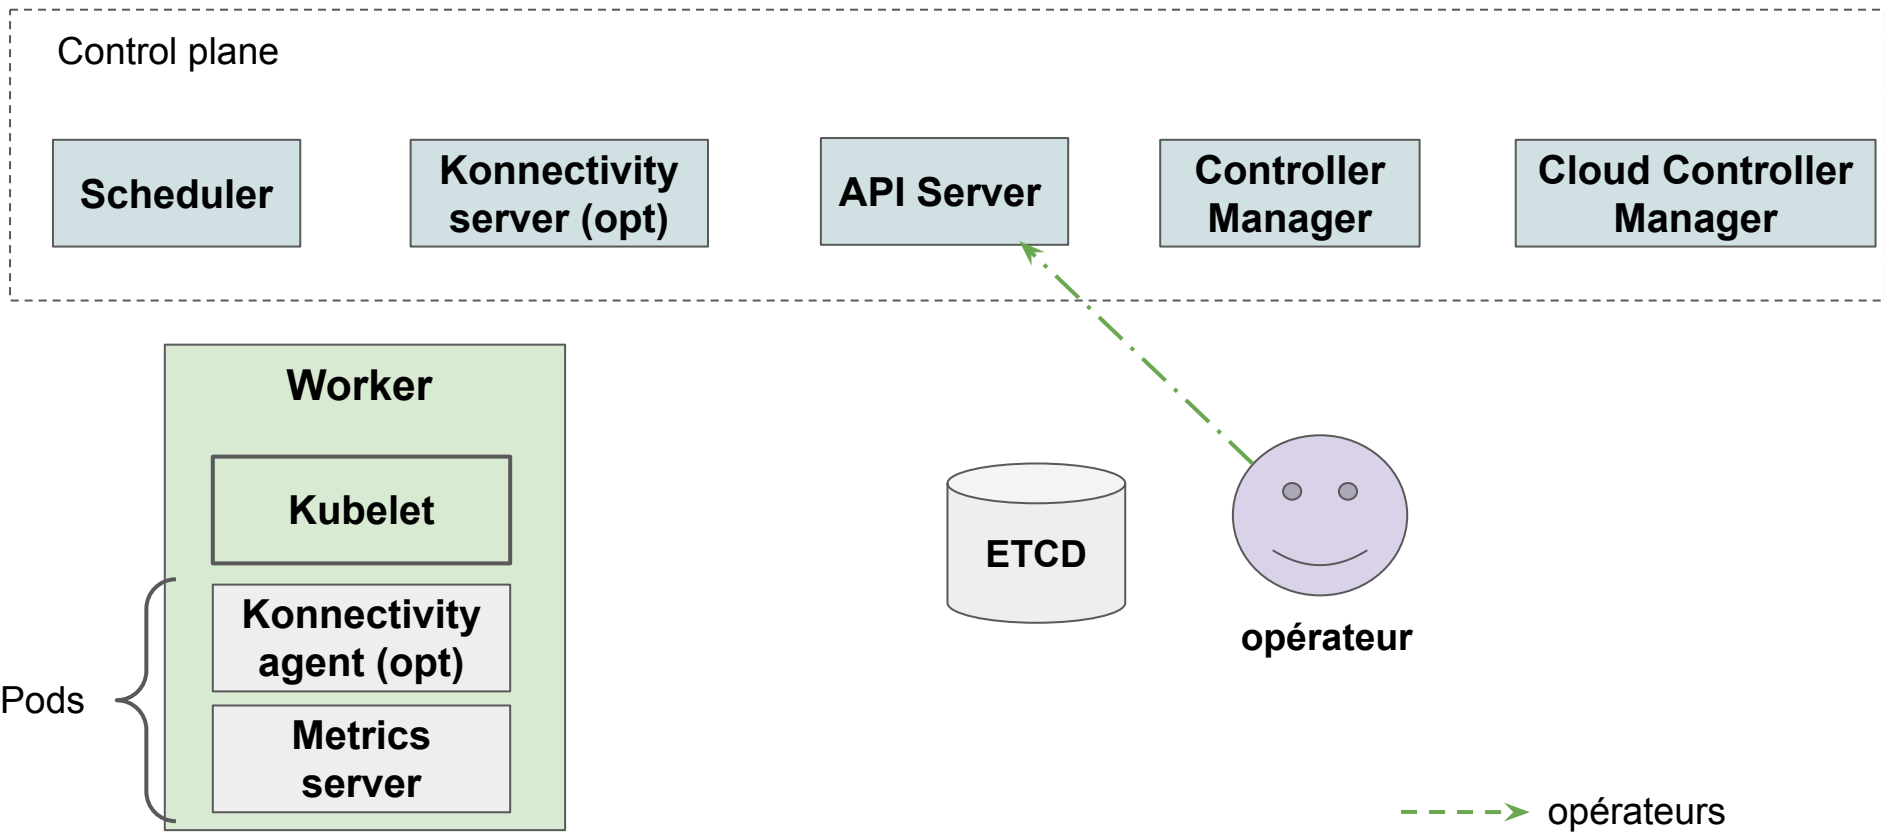 Control plane
Scheduler
Konnectivity
server (opt)
API Server
Controller
Manager
Cloud Controller
Manager
Worker
Kubelet
Konnectivity
agent (opt)
Metrics
server
Pods
ETCD
opérateur
opérateurs